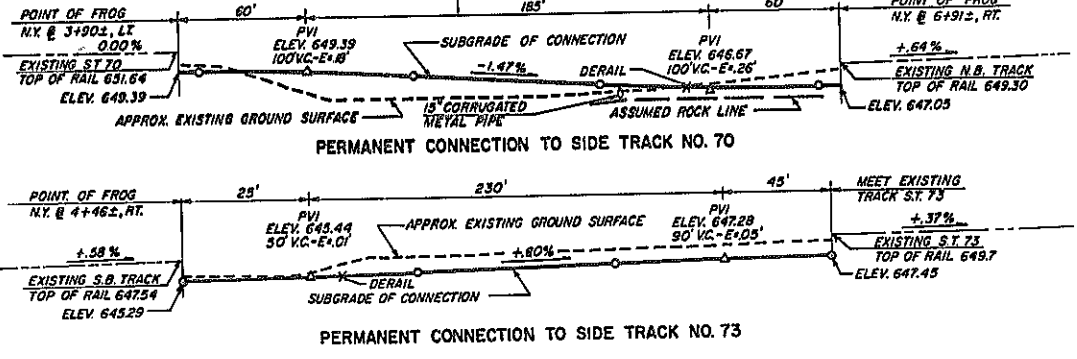 POINT OF FROG
N.Y. @ 3+90±, LT.
0.00%
EXISTING ST 70
TOP OF RAIL 651.64
ELEV. 649.39
60'
185'
60'
PVI
ELEV. 649.39
100'V.C.-E=.18'
SUBGRADE OF CONNECTION
-1.47%
DERAIL
PVI
ELEV. 646.67
100'V.C.-E=.26'
POINT OF FROG
N.Y. @ 6+91±, RT.
+.64%
EXISTING N.B. TRACK
TOP OF RAIL 649.30
ELEV. 647.05
APPROX. EXISTING GROUND SURFACE
15" CORRUGATED
METAL PIPE
ASSUMED ROCK LINE
PERMANENT CONNECTION TO SIDE TRACK NO. 70
POINT OF FROG
N.Y. @ 4+46±, RT.
+.58%
EXISTING S.B. TRACK
TOP OF RAIL 647.54
ELEV. 645.29
25'
230'
45'
PVI
ELEV. 645.44
50' V.C.-E=.01'
APPROX. EXISTING GROUND SURFACE
+.80%
DERAIL
SUBGRADE OF CONNECTION
PVI
ELEV. 647.28
90' V.C.-E=.05'
MEET EXISTING
TRACK S.T. 73
+.37%
EXISTING S.T. 73
TOP OF RAIL 649.7
ELEV. 647.45
PERMANENT CONNECTION TO SIDE TRACK NO. 73